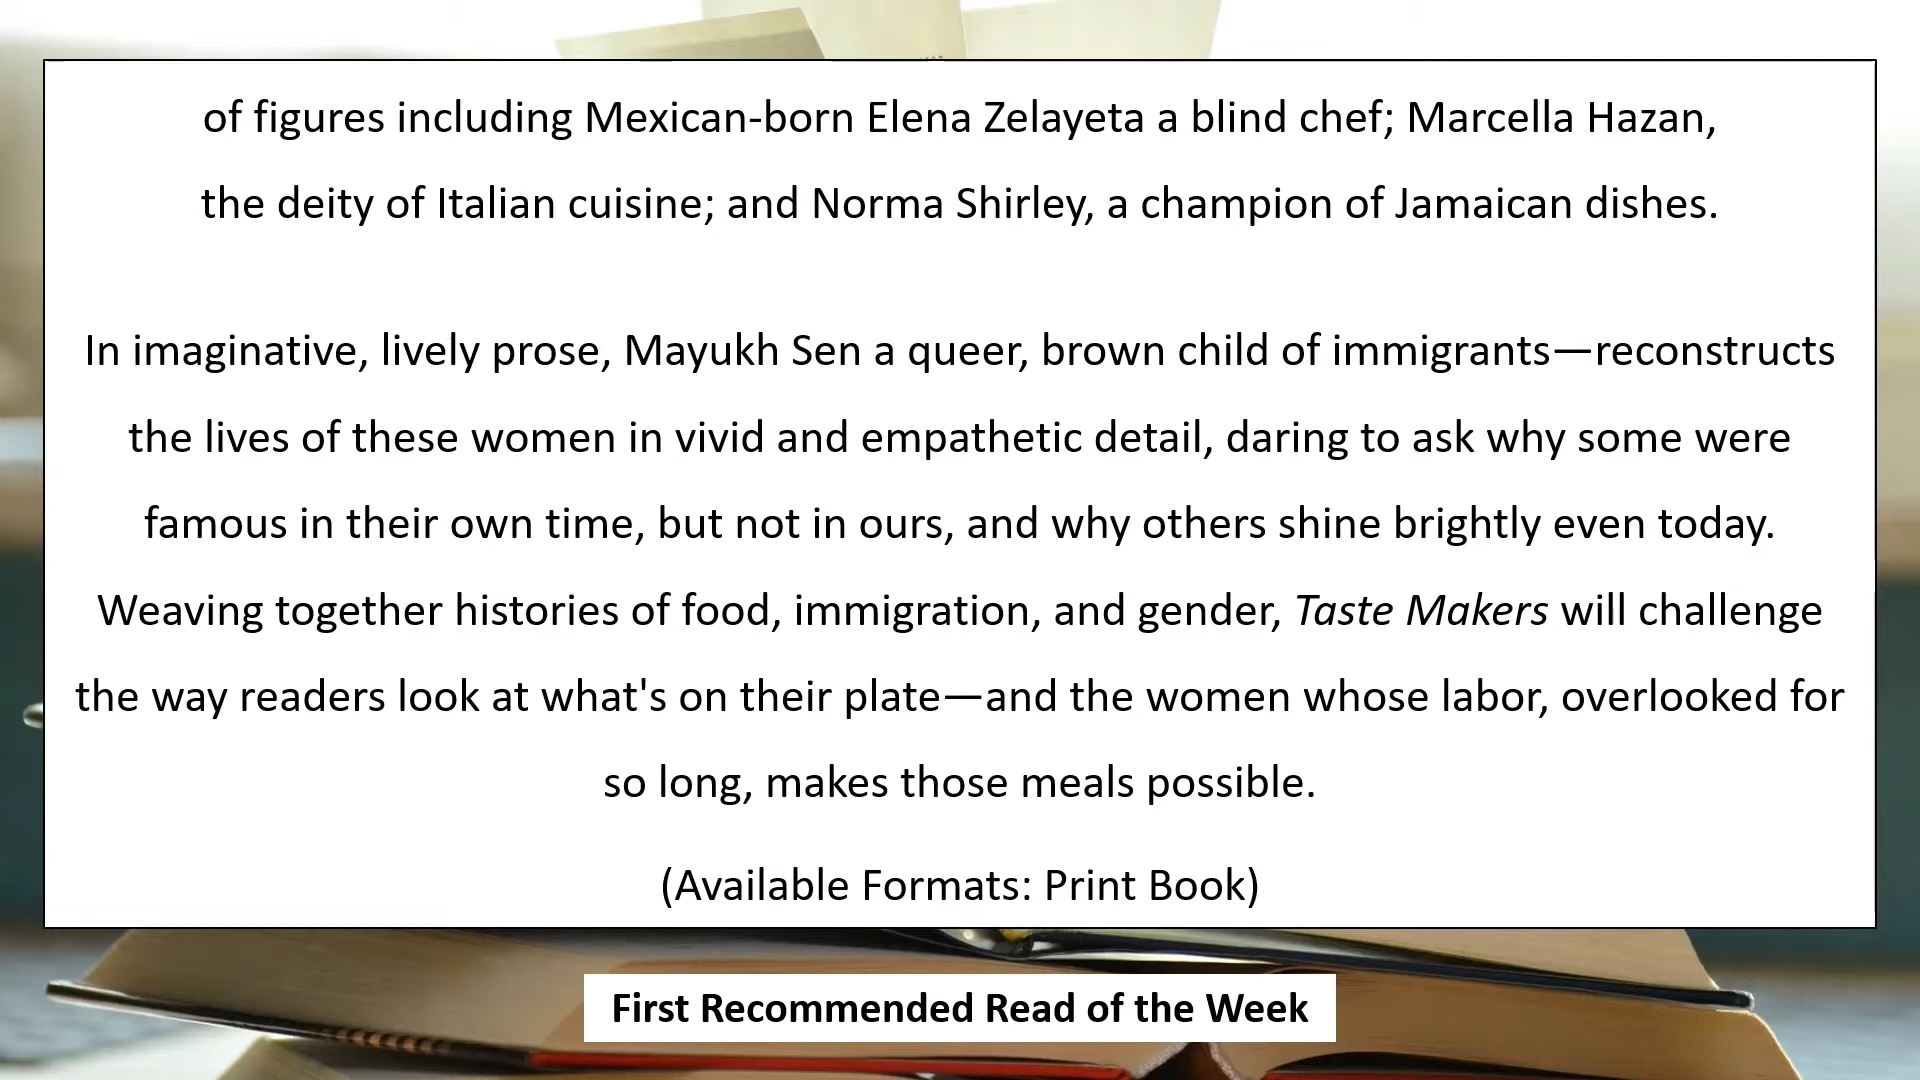 of figures including Mexican-born Elena Zelayeta a blind chef; Marcella Hazan,
the deity of Italian cuisine; and Norma Shirley, a champion of Jamaican dishes.
In imaginative, lively prose, Mayukh Sen a queer, brown child of immigrants—reconstructs
the lives of these women in vivid and empathetic detail, daring to ask why some were
famous in their own time, but not in ours, and why others shine brightly even today.
Weaving together histories of food, immigration, and gender, Taste Makers will challenge
the way readers look at what's on their plate—and the women whose labor, overlooked for
so long, makes those meals possible.
(Available Formats: Print Book)
First Recommended Read of the Week